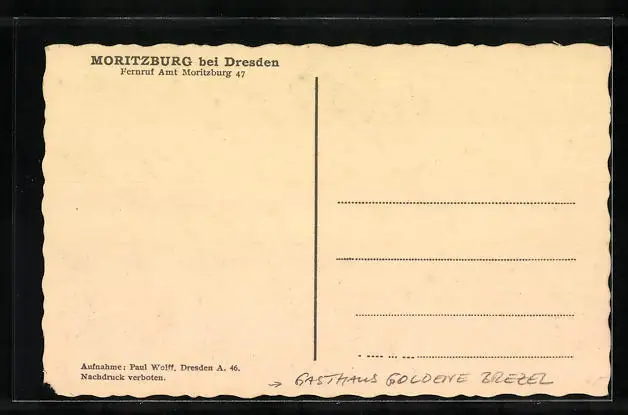 MORITZBURG bei Dresden
Fernruf Amt Moritzburg 47
Aufnahme: Paul Wolff, Dresden A. 46.
Nachdruck verboten.
→ GASTHAUS GOLDENE BREZEL